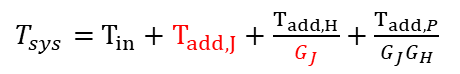 T_sys = T_in + T_add,J + T_add,H/G_J + T_add,P/G_J G_H